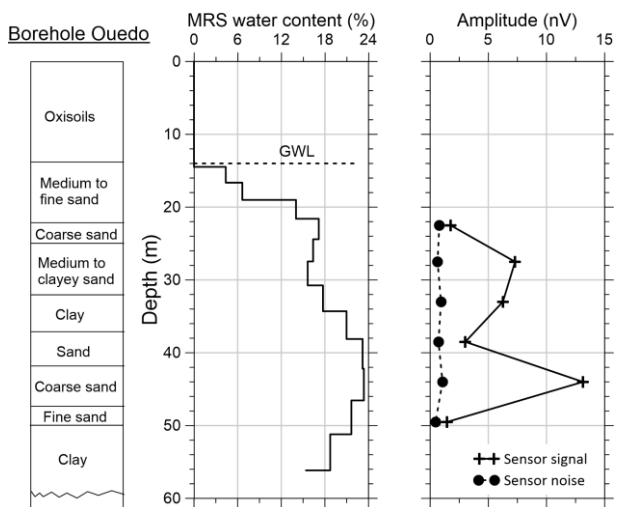 Borehole Ouedo
Oxisoils
Medium to
fine sand
Coarse sand
Medium to
clayey sand
Clay
Sand
Coarse sand
Fine sand
Clay
MRS water content (%)
0 6 12 18 24
Depth (m)
0
10
20
30
40
50
60
GWL
Amplitude (nV)
0 5 10 15
Sensor signal
Sensor noise